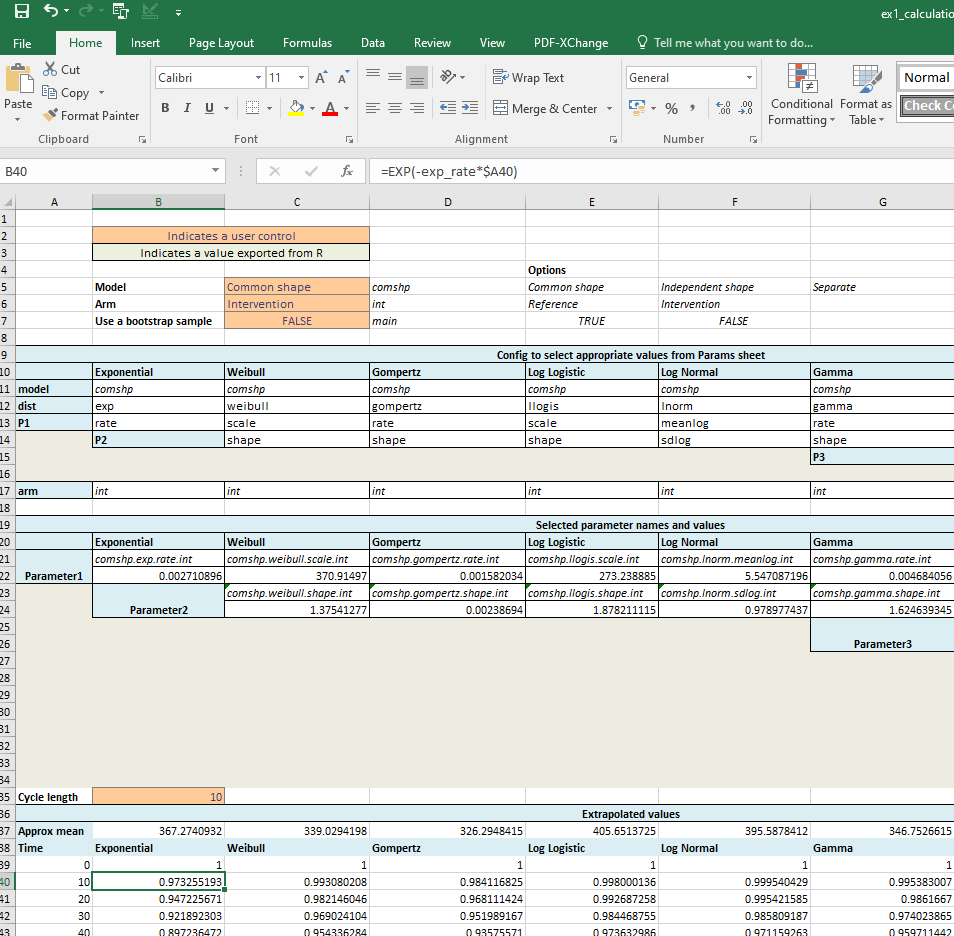 ex1_calculatio
File Home Insert Page Layout Formulas Data Review View PDF-XChange Tell me what you want to do...
Paste Cut Copy Format Painter Clipboard
Calibri 11 A A B I U A Font
Wrap Text Merge & Center Alignment
General % , .0 .00 Number
Conditional Formatting Format as Table Normal Check C
B40 fx =EXP(-exp_rate*$A40)
A B C D E F G
1
2 Indicates a user control
3 Indicates a value exported from R
4 Options
5 Model Common shape comshp Common shape Independent shape Separate
6 Arm Intervention int Reference Intervention
7 Use a bootstrap sample FALSE main TRUE FALSE
8
9 Config to select appropriate values from Params sheet
10 Exponential Weibull Gompertz Log Logistic Log Normal Gamma
11 model comshp comshp comshp comshp comshp comshp
12 dist exp weibull gompertz llogis lnorm gamma
13 P1 rate scale rate scale meanlog rate
14 P2 shape shape shape sdlog shape
15 P3
16
17 arm int int int int int int
18
19 Selected parameter names and values
20 Exponential Weibull Gompertz Log Logistic Log Normal Gamma
21 comshp.exp.rate.int comshp.weibull.scale.int comshp.gompertz.rate.int comshp.llogis.scale.int comshp.lnorm.meanlog.int comshp.gamma.rate.int
22 Parameter1 0.002710896 370.91497 0.001582034 273.238885 5.547087196 0.004684056
23 comshp.weibull.shape.int comshp.gompertz.shape.int comshp.llogis.shape.int comshp.lnorm.sdlog.int comshp.gamma.shape.int
24 Parameter2 1.37541277 0.00238694 1.878211115 0.978977437 1.624639345
25
26 Parameter3
27
28
29
30
31
32
33
34
35 Cycle length 10
36 Extrapolated values
37 Approx mean 367.2740932 339.0294198 326.2948415 405.6513725 395.5878412 346.7526615
38 Time Exponential Weibull Gompertz Log Logistic Log Normal Gamma
39 0 1 1 1 1 1 1
40 10 0.973255193 0.993080208 0.984116825 0.998000136 0.999540429 0.995383007
41 20 0.947225671 0.982146046 0.968111424 0.992687258 0.995421585 0.9861667
42 30 0.921892303 0.969024104 0.951989167 0.984468755 0.985809187 0.974023865
43 40 0.897236472 0.954336284 0.93575571 0.973632986 0.971159263 0.959711442